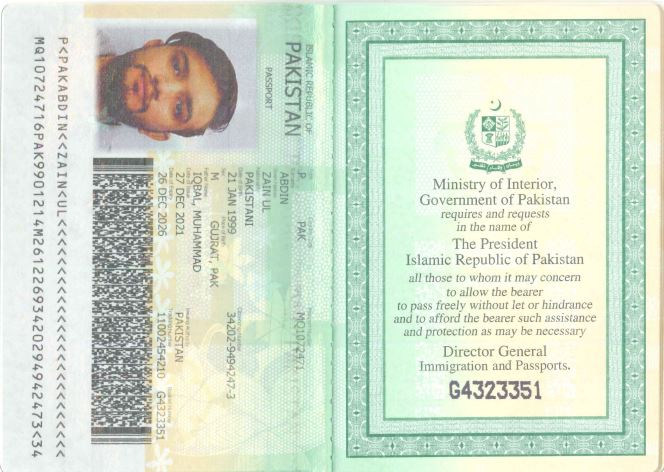 ISLAMIC REPUBLIC OF
PAKISTAN
PASSPORT
P PAK MQ1072471
ABDIN
ZAIN UL
PAKISTANI
21 JAN 1999 34202-9494247-3
M GUJRAT, PAK
IQBAL, MUHAMMAD
27 DEC 2021 PAKISTAN
26 DEC 2026 11002454210 G4323351
P<PAKABDIN<<ZAIN<UL<<<<<<<<<<<<<<<<<<<<<<<<<
MQ10724716PAK9901214M26122693420294942473<34
Ministry of Interior,
Government of Pakistan
requires and requests
in the name of
The President
Islamic Republic of Pakistan
all those to whom it may concern
to allow the bearer
to pass freely without let or hindrance
and to afford the bearer such assistance
and protection as may be necessary
Director General
Immigration and Passports.
G4323351